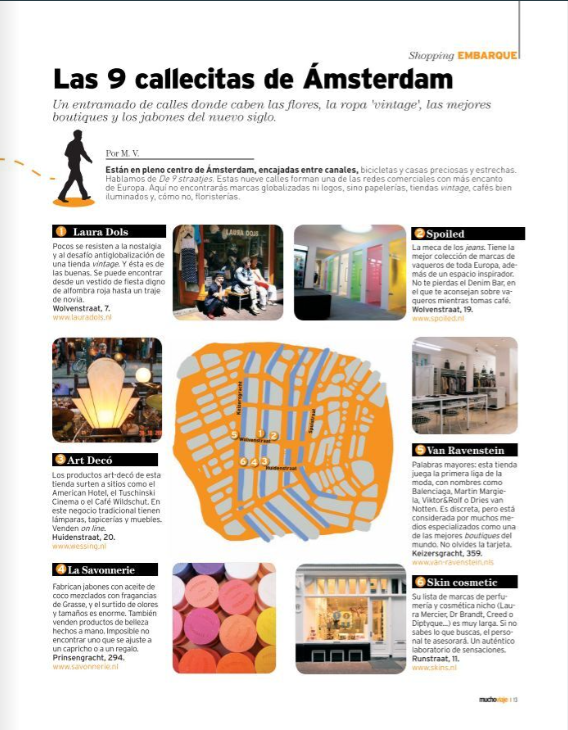 Shopping EMBARQUE
Las 9 callecitas de Ámsterdam
Un entramado de calles donde caben las flores, la ropa 'vintage', las mejores
boutiques y los jabones del nuevo siglo.
Por M. V.
Están en pleno centro de Ámsterdam, encajadas entre canales, bicicletas y casas preciosas y estrechas.
Hablamos de De 9 straatjes. Estas nueve calles forman una de las redes comerciales con más encanto
de Europa. Aquí no encontrarás marcas globalizadas ni logos, sino papelerías, tiendas vintage, cafés bien
iluminados y, cómo no, floristerías.
1 Laura Dols
Pocos se resisten a la nostalgia
y al desafío antiglobalización de
una tienda vintage. Y ésta es de
las buenas. Se puede encontrar
desde un vestido de fiesta digno
de alfombra roja hasta un traje
de novia.
Wolvenstraat, 7.
www.lauradols.nl
LAURA DOLS
2 Spoiled
La meca de los jeans. Tiene la
mejor colección de marcas de
vaqueros de toda Europa, ade-
más de un espacio inspirador.
No te pierdas el Denim Bar, en
el que te aconsejan sobre va-
queros mientras tomas café.
Wolvenstraat, 19.
www.spoiled.nl
3 Art Decó
Los productos art-decó de esta
tienda surten a sitios como el
American Hotel, el Tuschinski
Cinema o el Café Wildschut. En
este negocio tradicional tienen
lámparas, tapicerías y muebles.
Venden on line.
Huidenstraat, 20.
www.wessing.nl
Keizersgracht
5 1 2
Wolvenstraat
6 4 3
Huidenstraat
5 Van Ravenstein
Palabras mayores: esta tienda
juega la primera liga de la
moda, con nombres como
Balenciaga, Martin Margie-
la, Viktor&Rolf o Dries van
Notten. Es discreta, pero está
considerada por muchos me-
dios especializados como una
de las mejores boutiques del
mundo. No olvides la tarjeta.
Keizersgracht, 359.
www.van-ravenstein.nls
4 La Savonnerie
Fabrican jabones con aceite de
coco mezclados con fragancias
de Grasse, y el surtido de olores
y tamaños es enorme. También
venden productos de belleza
hechos a mano. Imposible no
encontrar uno que se ajuste a
un capricho o a un regalo.
Prinsengracht, 294.
www.savonnerie.nl
6 Skin cosmetic
Su lista de marcas de perfu-
mería y cosmética nicho (Lau-
ra Mercier, Dr Brandt, Creed o
Diptyque...) es muy larga. Si no
sabes lo que buscas, el perso-
nal te asesorará. Un auténtico
laboratorio de sensaciones.
Runstraat, 11.
www.skins.nl
muchoviaje | 13